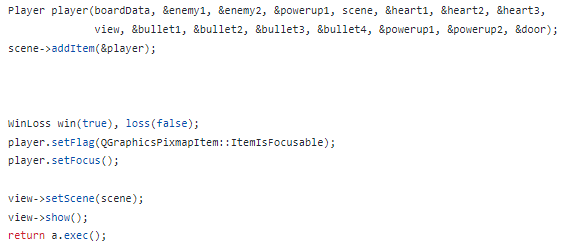 Player player(boardData, &enemy1, &enemy2, &powerup1, scene, &heart1, &heart2, &heart3,
view, &bullet1, &bullet2, &bullet3, &bullet4, &powerup1, &powerup2, &door);
scene->addItem(&player);
WinLoss win(true), loss(false);
player.setFlag(QGraphicsPixmapItem::ItemIsFocusable);
player.setFocus();
view->setScene(scene);
view->show();
return a.exec();